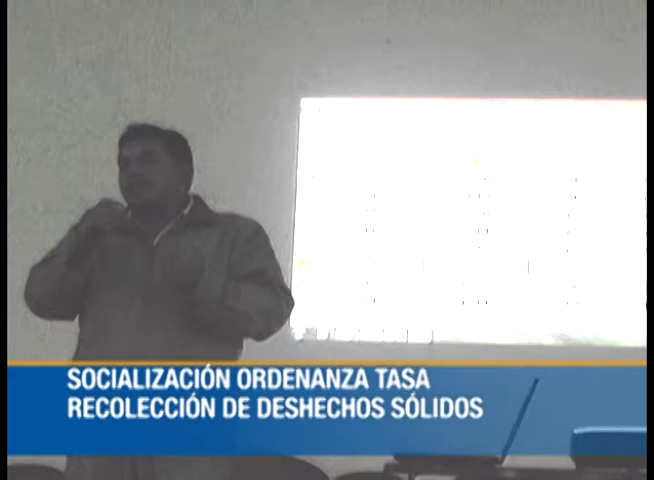 SOCIALIZACIÓN ORDENANZA TASA
RECOLECCIÓN DE DESHECHOS SÓLIDOS